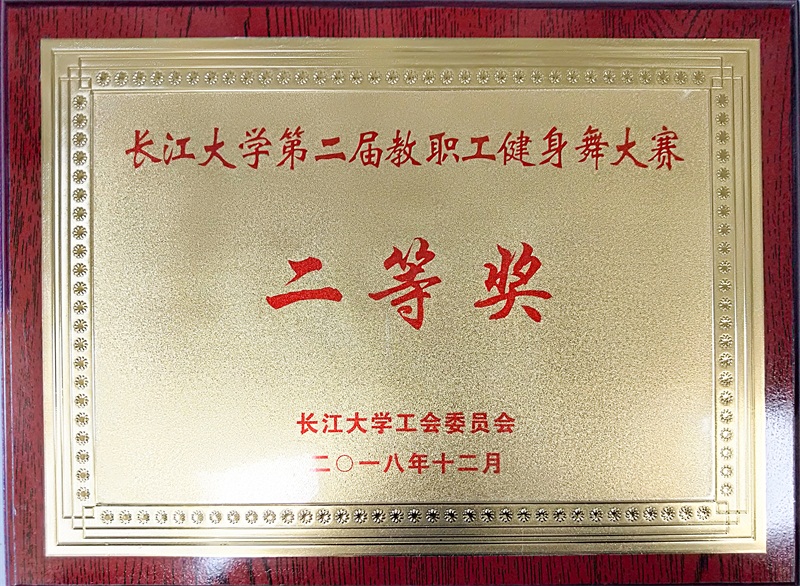 长江大学第二届教职工健身舞大赛
二等奖
长江大学工会委员会
二〇一八年十二月